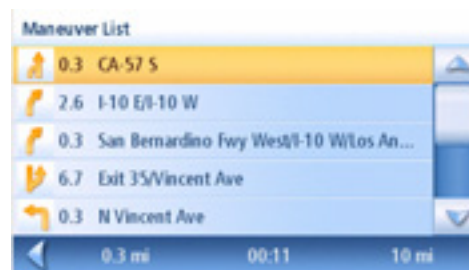 Maneuver List
0.3 CA-57 S
2.6 I-10 E/I-10 W
0.3 San Bernardino Fwy West/I-10 W/Los An...
6.7 Exit 35/Vincent Ave
0.3 N Vincent Ave
0.3 mi 00:11 10 mi